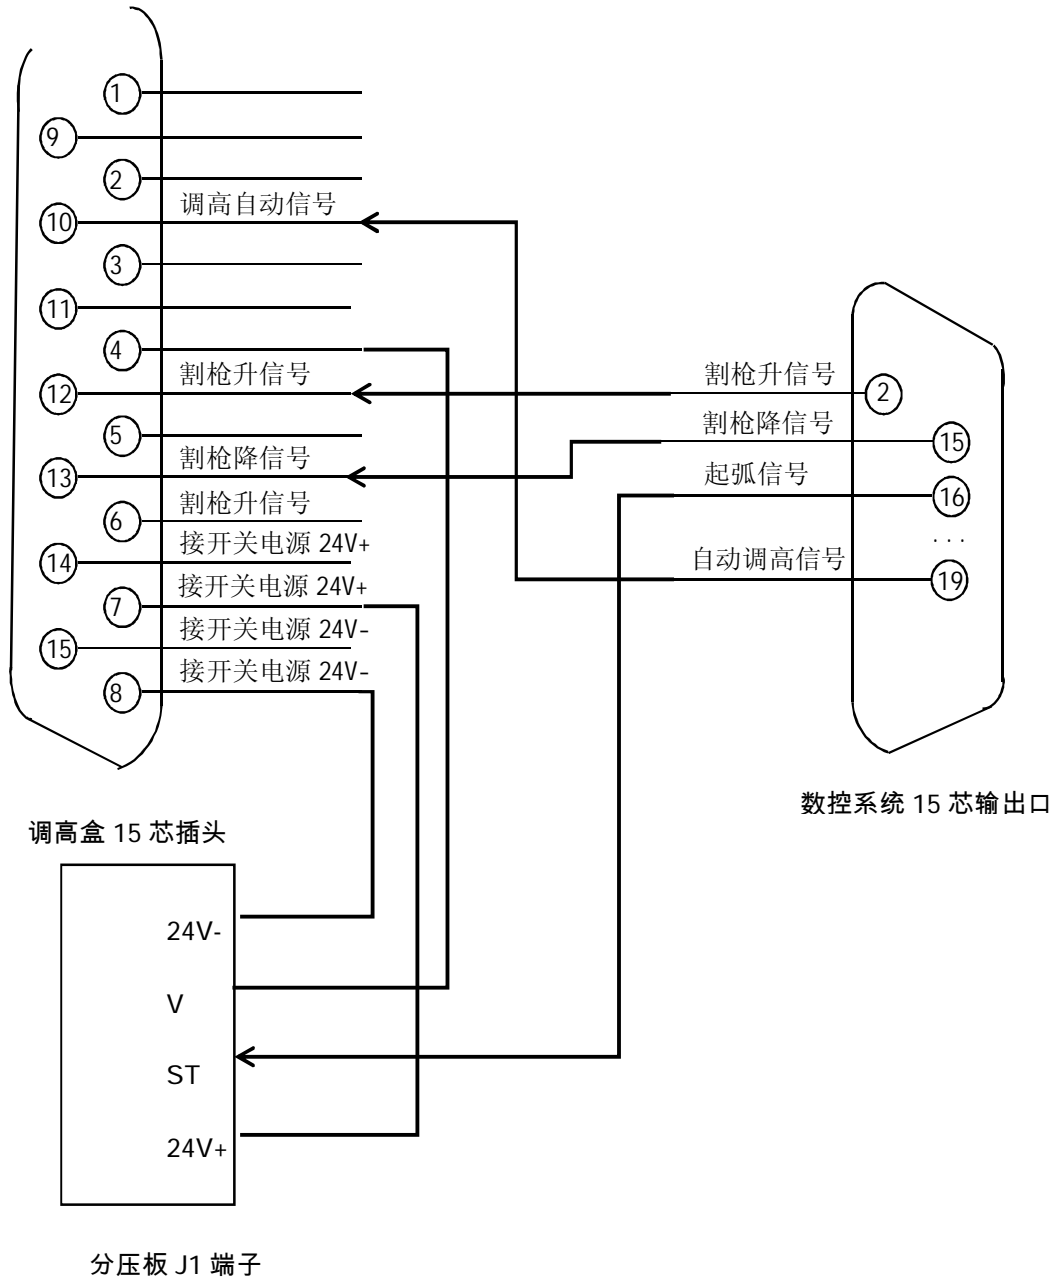 1
9
2
调高自动信号
10
3
11
4
割枪升信号
12
5
割枪降信号
13
割枪升信号
6
接开关电源 24V+
14
接开关电源 24V+
7
接开关电源 24V-
15
接开关电源 24V-
8
调高盒 15 芯插头
割枪升信号
2
割枪降信号
15
起弧信号
16
...
自动调高信号
19
数控系统 15 芯输出口
24V-
V
ST
24V+
分压板 J1 端子